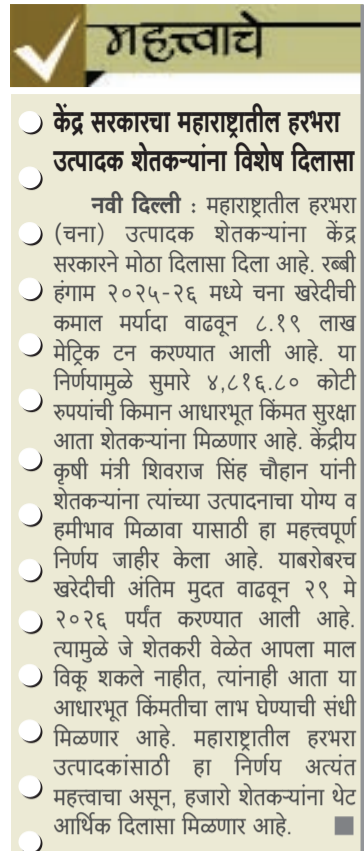 महत्त्वाचे
केंद्र सरकारचा महाराष्ट्रातील हरभरा
उत्पादक शेतकऱ्यांना विशेष दिलासा
नवी दिल्ली : महाराष्ट्रातील हरभरा
(चना) उत्पादक शेतकऱ्यांना केंद्र
सरकारने मोठा दिलासा दिला आहे. रब्बी
हंगाम २०२५-२६ मध्ये चना खरेदीची
कमाल मर्यादा वाढवून ८.१९ लाख
मेट्रिक टन करण्यात आली आहे. या
निर्णयामुळे सुमारे ४,८१६.८० कोटी
रुपयांची किमान आधारभूत किंमत सुरक्षा
आता शेतकऱ्यांना मिळणार आहे. केंद्रीय
कृषी मंत्री शिवराज सिंह चौहान यांनी
शेतकऱ्यांना त्यांच्या उत्पादनाचा योग्य व
हमीभाव मिळावा यासाठी हा महत्त्वपूर्ण
निर्णय जाहीर केला आहे. याबरोबरच
खरेदीची अंतिम मुदत वाढवून २९ मे
२०२६ पर्यंत करण्यात आली आहे.
त्यामुळे जे शेतकरी वेळेत आपला माल
विकू शकले नाहीत, त्यांनाही आता या
आधारभूत किंमतीचा लाभ घेण्याची संधी
मिळणार आहे. महाराष्ट्रातील हरभरा
उत्पादकांसाठी हा निर्णय अत्यंत
महत्त्वाचा असून, हजारो शेतकऱ्यांना थेट
आर्थिक दिलासा मिळणार आहे.